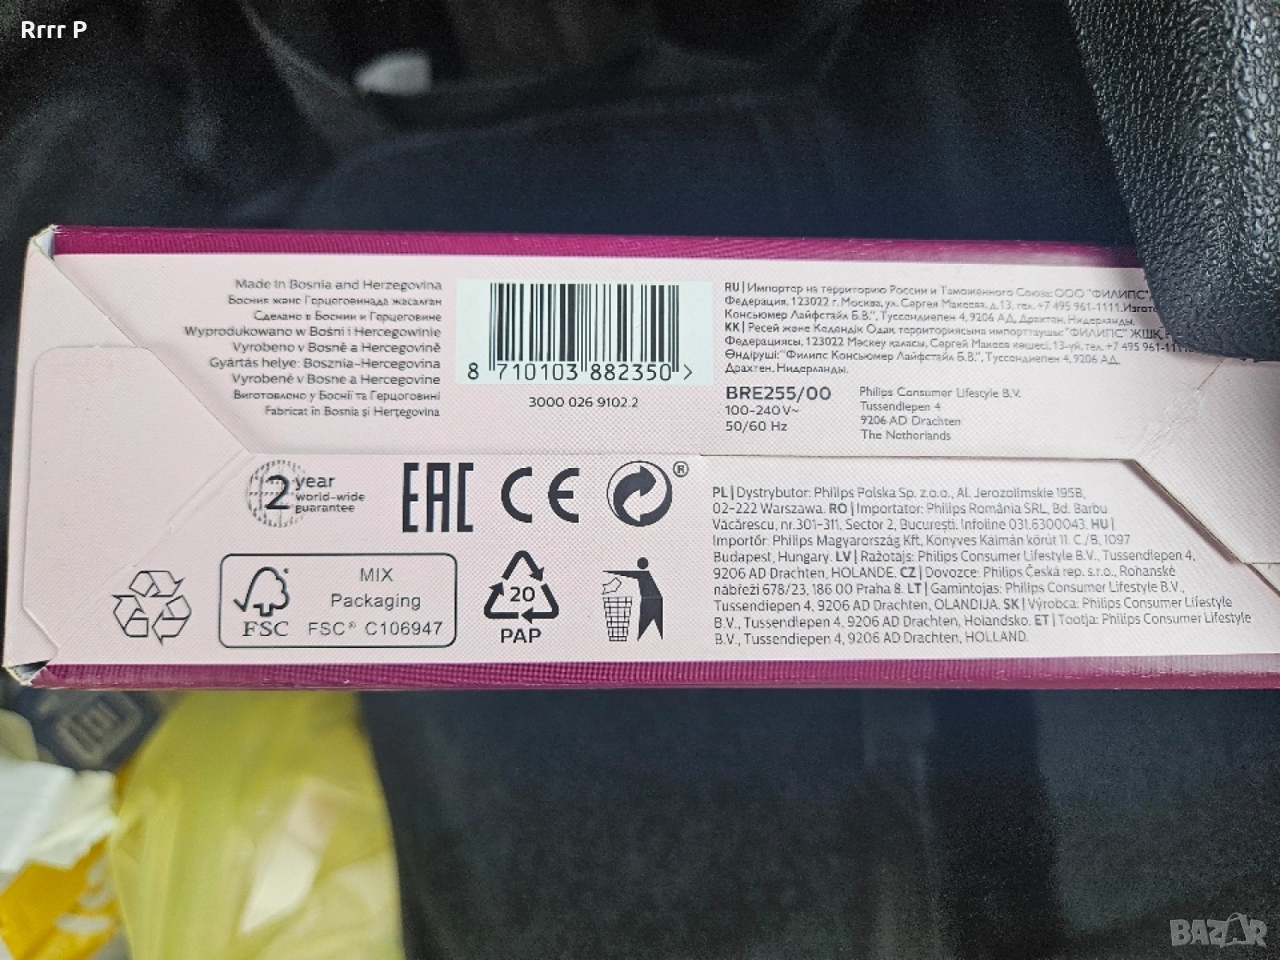 Rrrr P
Made in Bosnia and Herzegovina
Босния жане Герцеговинада жасалған
Сделано в Боснии и Герцеговине
Wyprodukowano w Bośni i Hercegowinie
Vyrobeno v Bosně a Hercegovině
Gyártás helye: Bosznia-Hercegovina
Vyrobené v Bosne a Hercegovine
Виготовлено у Боснії та Герцеговині
Fabricat în Bosnia și Herțegovina
8 710103 882350 >
3000 026 9102.2
RU | Импортер на территорию России и Таможенного Союза: ООО "ФИЛИПС",
Федерация, 123022 г. Москва, ул. Сергея Макеева, д.13, тел. +7 495 961-1111. Изгото
Консьюмер Лайфстайл Б.В.", Туссендиепен 4, 9206 АД, Драхтен, Нидерланды.
KK | Ресей және Кедендік Одақ территориясына импорттаушы: "ФИЛИПС" ЖШҚ,
Федерациясы, 123022 Мәскеу қаласы, Сергей Макеев көшесі, 13-үй, тел. +7 495 961-11
Өндіруші: "Филипс Консьюмер Лайфстайл Б.В.", Туссендиепен 4, 9206 АД,
Драхтен, Нидерланды.
BRE255/00
100-240V~
50/60 Hz
Philips Consumer Lifestyle B.V.
Tussendiepen 4
9206 AD Drachten
The Netherlands
2 year
world-wide
guarantee
EAC CE ®
MIX
Packaging
FSC FSC® C106947
20
PAP
PL | Dystrybutor: Philips Polska Sp. z.o.o., Al. Jerozolimskie 195B,
02-222 Warszawa. RO | Importator: Philips România SRL, Bd. Barbu
Văcărescu, nr.301-311, Sector 2, București. Infoline 031.6300043. HU |
Importőr: Philips Magyarország Kft, Könyves Kálmán körút 11. C./B, 1097
Budapest, Hungary. LV | Ražotājs: Philips Consumer Lifestyle B.V., Tussendiepen 4,
9206 AD Drachten, HOLANDE. CZ | Dovozce: Philips Česká rep. s.r.o., Rohanské
nábřeží 678/23, 186 00 Praha 8. LT | Gamintojas: Philips Consumer Lifestyle B.V.,
Tussendiepen 4, 9206 AD Drachten, OLANDIJA. SK | Výrobca: Philips Consumer Lifestyle
B.V., Tussendiepen 4, 9206 AD Drachten, Holandsko. ET | Tootja: Philips Consumer Lifestyle
B.V., Tussendiepen 4, 9206 AD Drachten, HOLLAND.
BAZAR